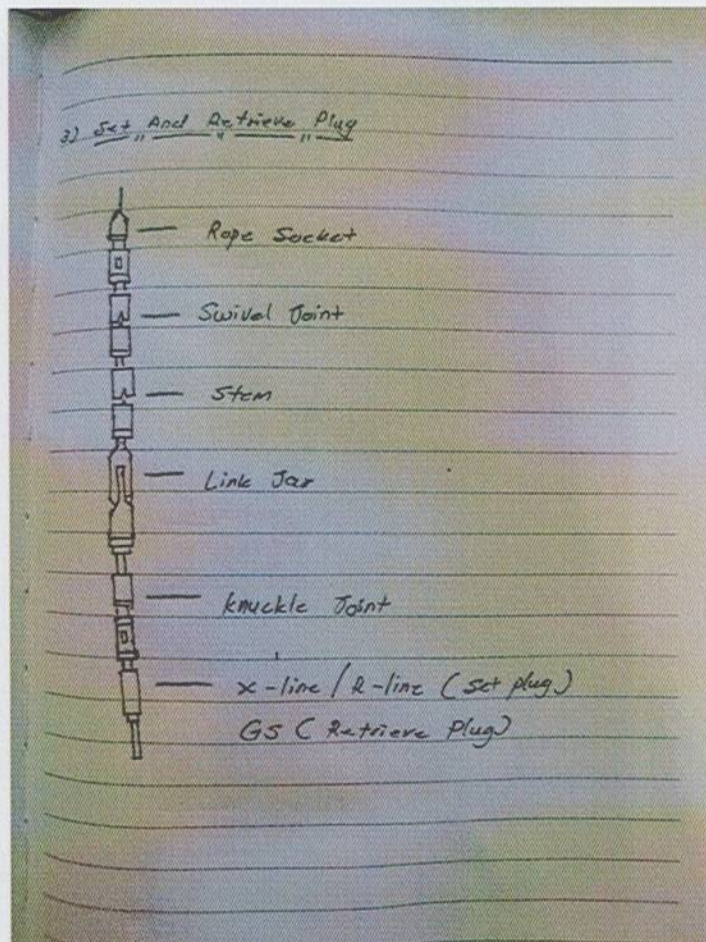 3) Set And Retrieve Plug
Rope Socket
Swivel Joint
Stem
Link Jar
Knuckle Joint
X-line / R-line (set plug)
GS (Retrieve Plug)